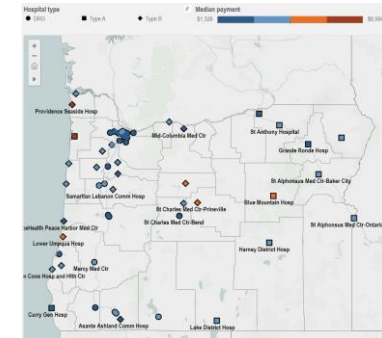 Hospital type
DRG
Type A
Type B
Median payment
$1,328
Providence Seaside Hosp
Mid-Columbia Med Ctr
St Anthony Hospital
Grande Ronde Hosp
Samaritan Lebanon Comm Hosp
St Charles Med Ctr-Prineville
St Alphonsus Med Ctr-Baker City
Blue Mountain Hosp
St Charles Med Ctr-Bend
St Alphonsus Med Ctr-Ontario
eHealth Peace Harbor Med Ctr
Lower Umpqua Hosp
Harney District Hosp
Mercy Med Ctr
Coos Hosp and Hlth Ctr
Curry Gen Hosp
Asante Ashland Comm Hosp
Lake District Hosp